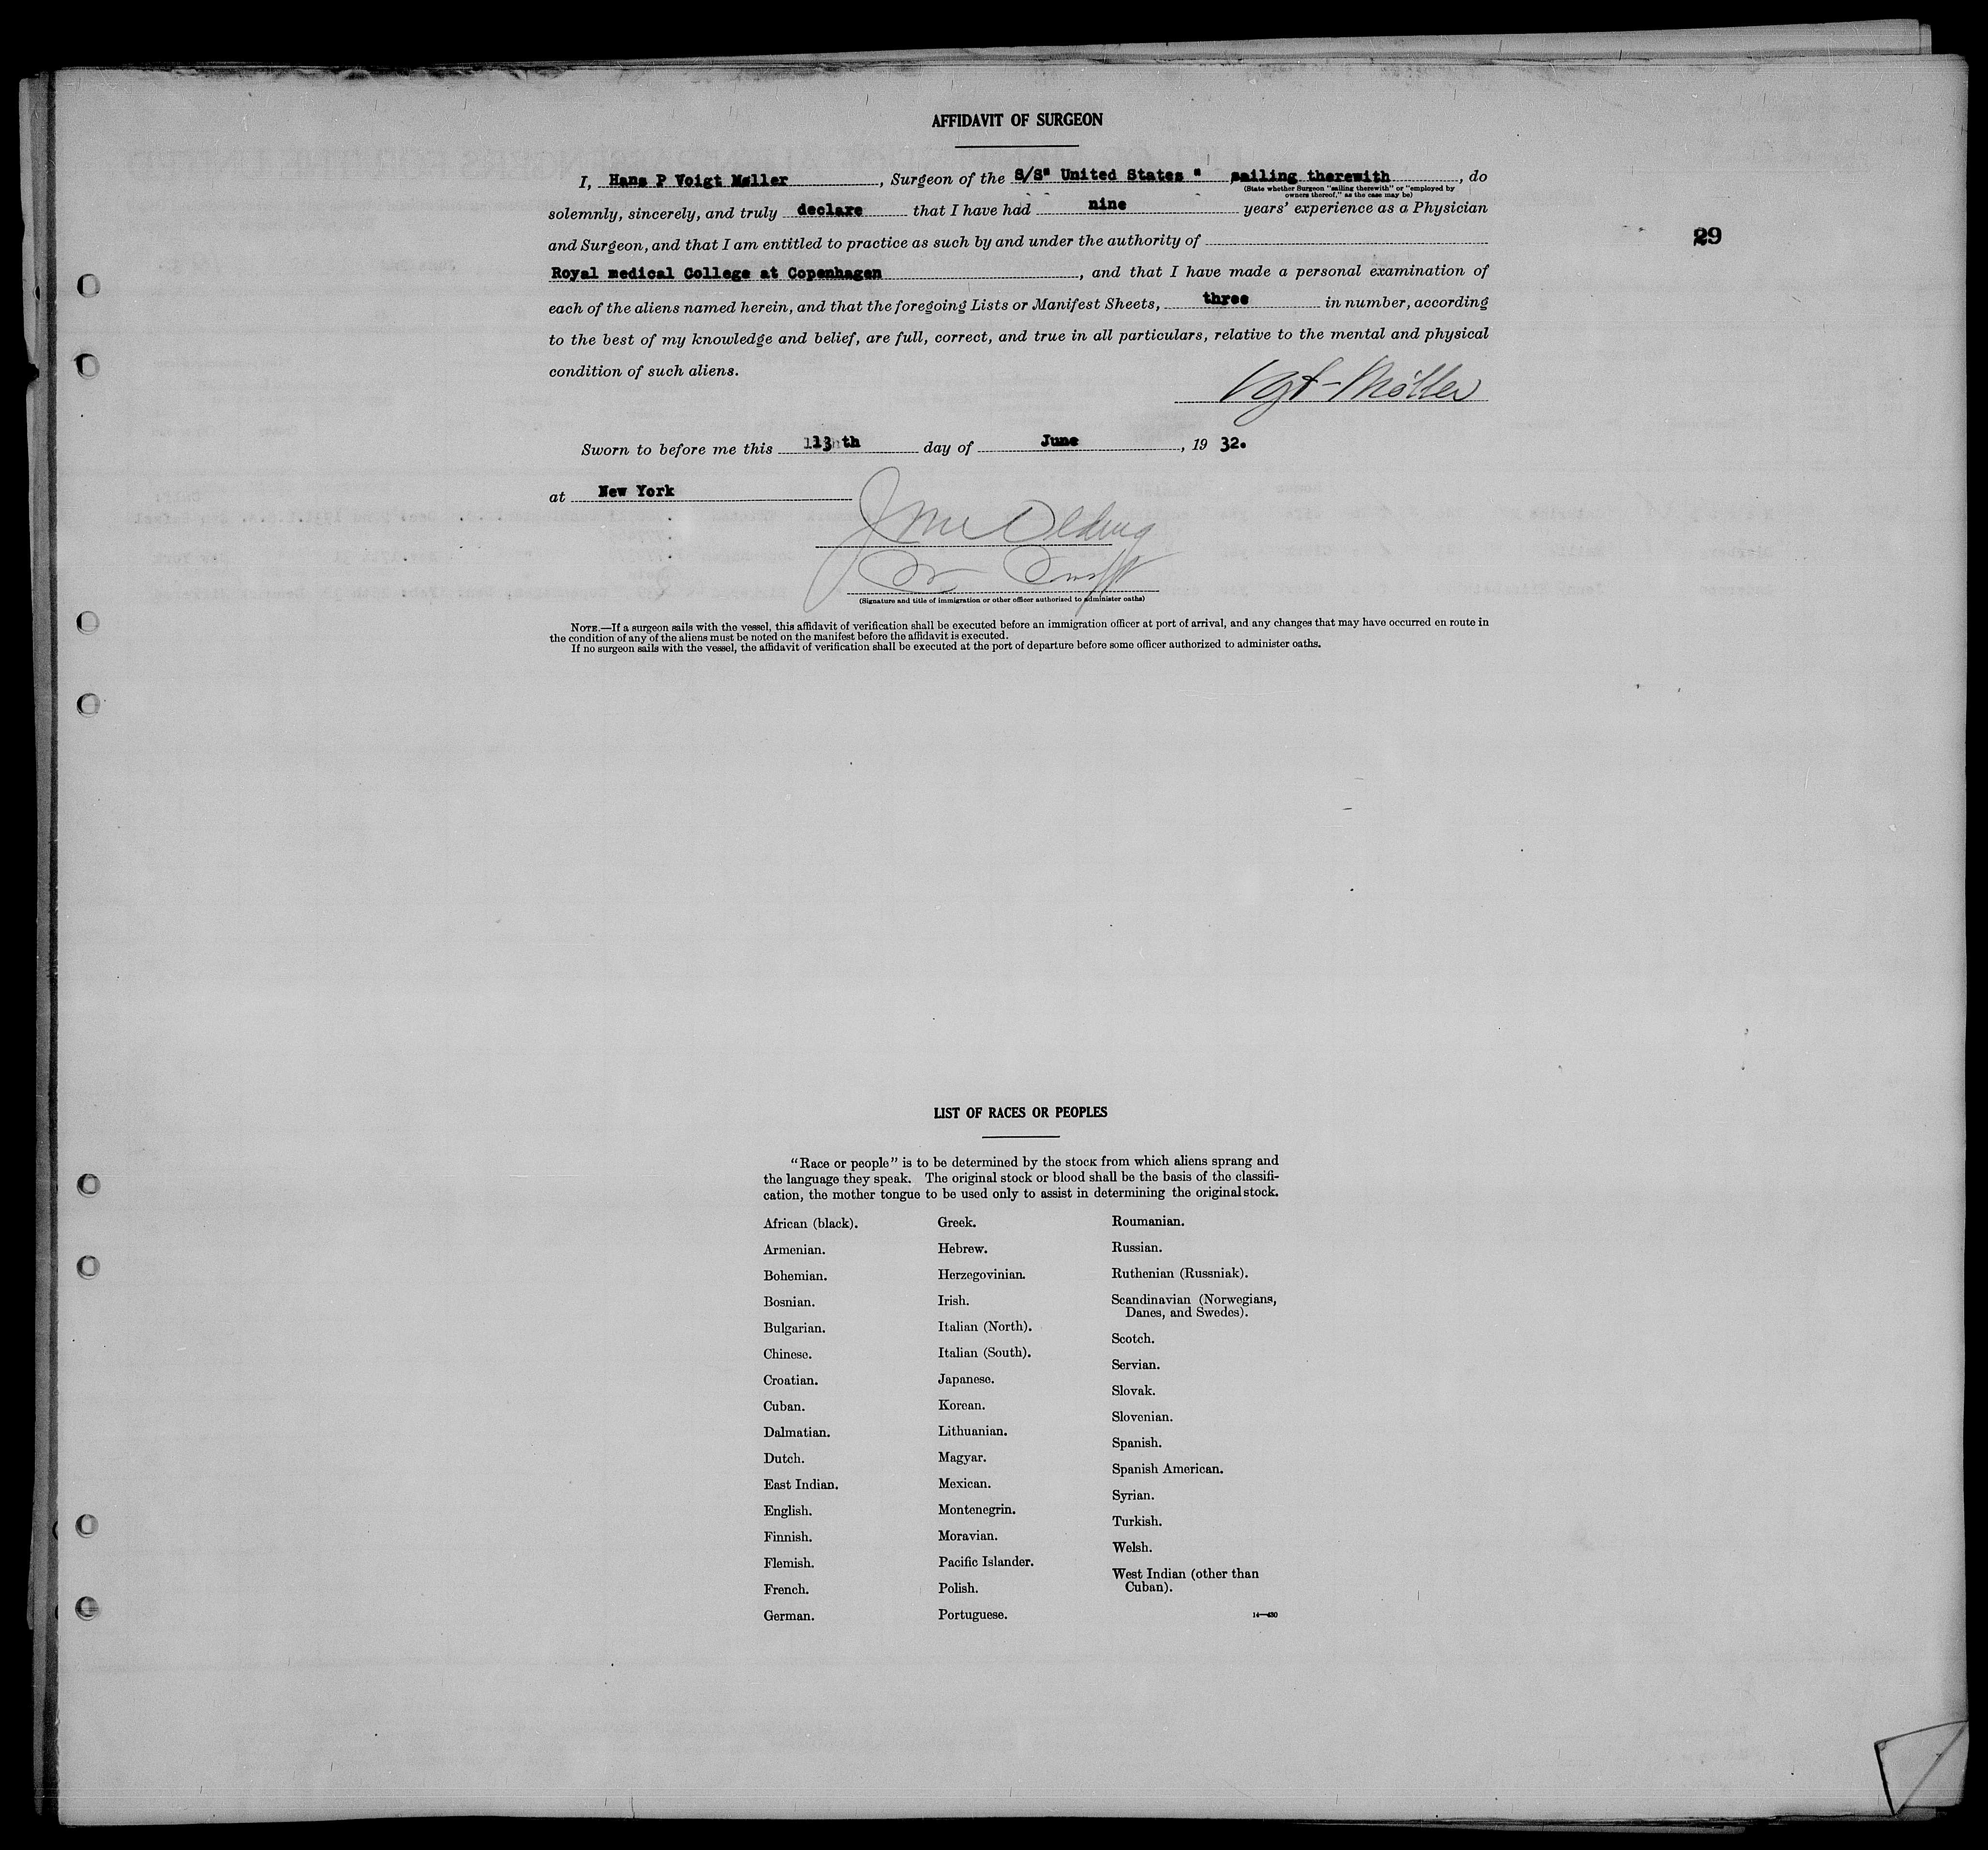 AFFIDAVIT OF SURGEON
I, Hans P Voigt Møller, Surgeon of the S/S" United States " sailing therewith, do
(State whether Surgeon "sailing therewith" or "employed by
owners thereof," as the case may be)
solemnly, sincerely, and truly declare that I have had nine years' experience as a Physician
29
and Surgeon, and that I am entitled to practice as such by and under the authority of
Royal medical College at Copenhagen, and that I have made a personal examination of
each of the aliens named herein, and that the foregoing Lists or Manifest Sheets, three in number, according
to the best of my knowledge and belief, are full, correct, and true in all particulars, relative to the mental and physical
condition of such aliens.
Vgt-Møller
Sworn to before me this 13th day of June, 1932.
at New York
(Signature and title of immigration or other officer authorized to administer oaths)
NOTE.—If a surgeon sails with the vessel, this affidavit of verification shall be executed before an immigration officer at port of arrival, and any changes that may have occurred en route in
the condition of any of the aliens must be noted on the manifest before the affidavit is executed.
If no surgeon sails with the vessel, the affidavit of verification shall be executed at the port of departure before some officer authorized to administer oaths.
LIST OF RACES OR PEOPLES
"Race or people" is to be determined by the stock from which aliens sprang and
the language they speak. The original stock or blood shall be the basis of the classifi-
cation, the mother tongue to be used only to assist in determining the original stock.
African (black).
Armenian.
Bohemian.
Bosnian.
Bulgarian.
Chinese.
Croatian.
Cuban.
Dalmatian.
Dutch.
East Indian.
English.
Finnish.
Flemish.
French.
German.
Greek.
Hebrew.
Herzegovinian.
Irish.
Italian (North).
Italian (South).
Japanese.
Korean.
Lithuanian.
Magyar.
Mexican.
Montenegrin.
Moravian.
Pacific Islander.
Polish.
Portuguese.
Roumanian.
Russian.
Ruthenian (Russniak).
Scandinavian (Norwegians,
Danes, and Swedes).
Scotch.
Servian.
Slovak.
Slovenian.
Spanish.
Spanish American.
Syrian.
Turkish.
Welsh.
West Indian (other than
Cuban).
14—430